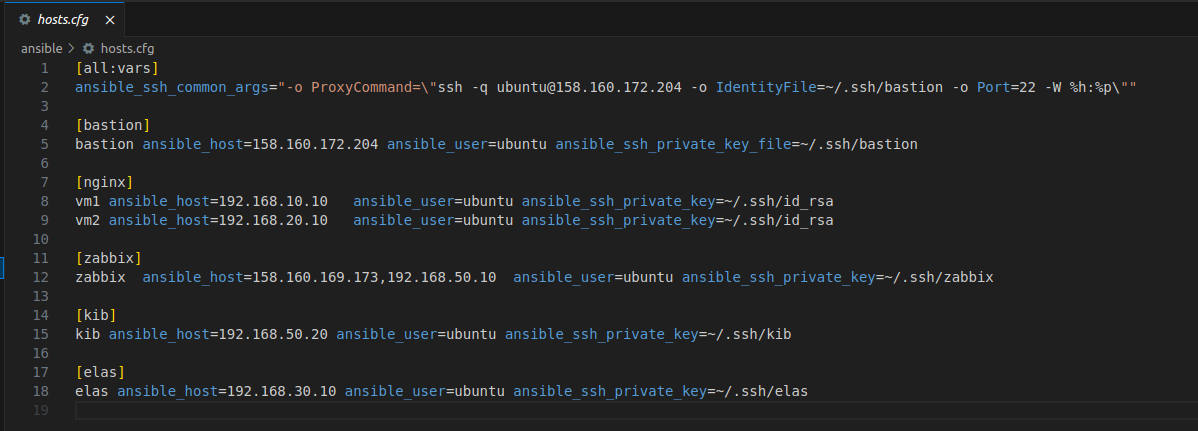 hosts.cfg
ansible > hosts.cfg
1 [all:vars]
2 ansible_ssh_common_args="-o ProxyCommand=\"ssh -q ubuntu@158.160.172.204 -o IdentityFile=~/.ssh/bastion -o Port=22 -W %h:%p\""
3
4 [bastion]
5 bastion ansible_host=158.160.172.204 ansible_user=ubuntu ansible_ssh_private_key_file=~/.ssh/bastion
6
7 [nginx]
8 vm1 ansible_host=192.168.10.10   ansible_user=ubuntu ansible_ssh_private_key=~/.ssh/id_rsa
9 vm2 ansible_host=192.168.20.10   ansible_user=ubuntu ansible_ssh_private_key=~/.ssh/id_rsa
10
11 [zabbix]
12 zabbix  ansible_host=158.160.169.173,192.168.50.10  ansible_user=ubuntu ansible_ssh_private_key=~/.ssh/zabbix
13
14 [kib]
15 kib ansible_host=192.168.50.20 ansible_user=ubuntu ansible_ssh_private_key=~/.ssh/kib
16
17 [elas]
18 elas ansible_host=192.168.30.10 ansible_user=ubuntu ansible_ssh_private_key=~/.ssh/elas
19